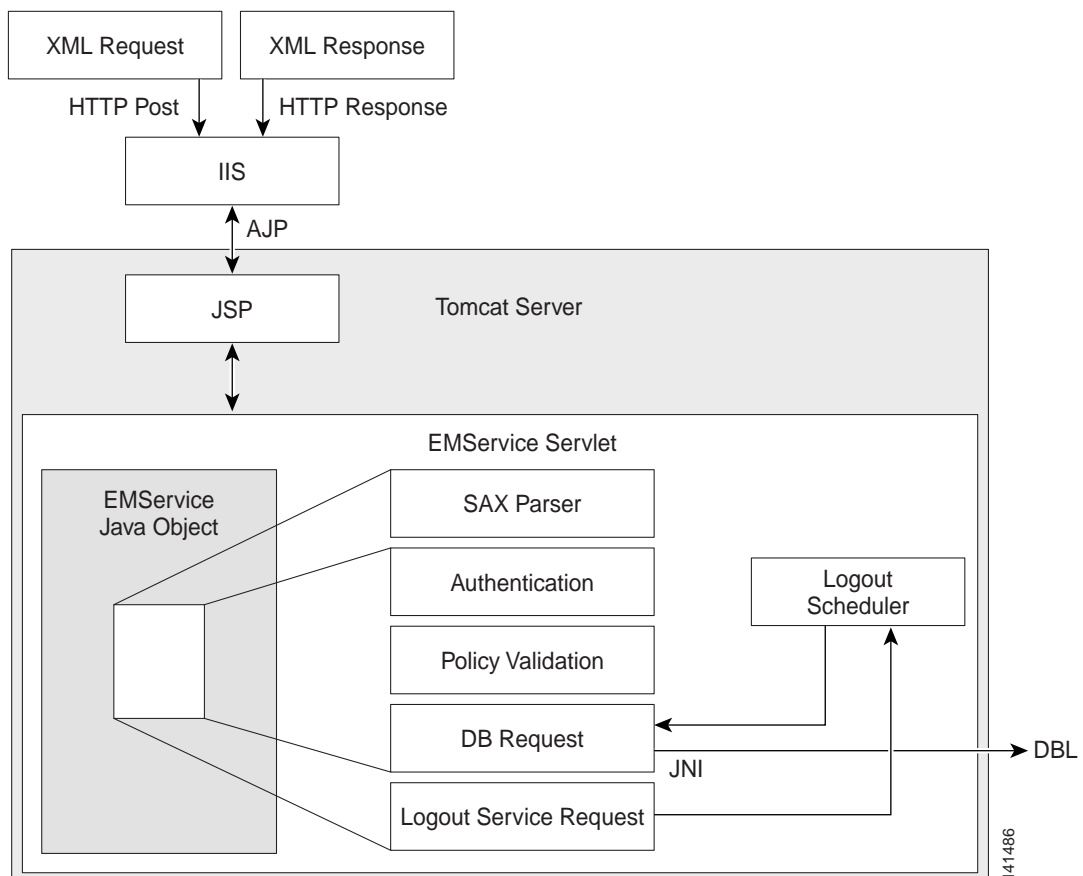 XML Request
XML Response
HTTP Post
HTTP Response
IIS
AJP
JSP
Tomcat Server
EMService Servlet
EMService
Java Object
SAX Parser
Authentication
Logout
Scheduler
Policy Validation
DB Request
JNI
DBL
Logout Service Request
141486